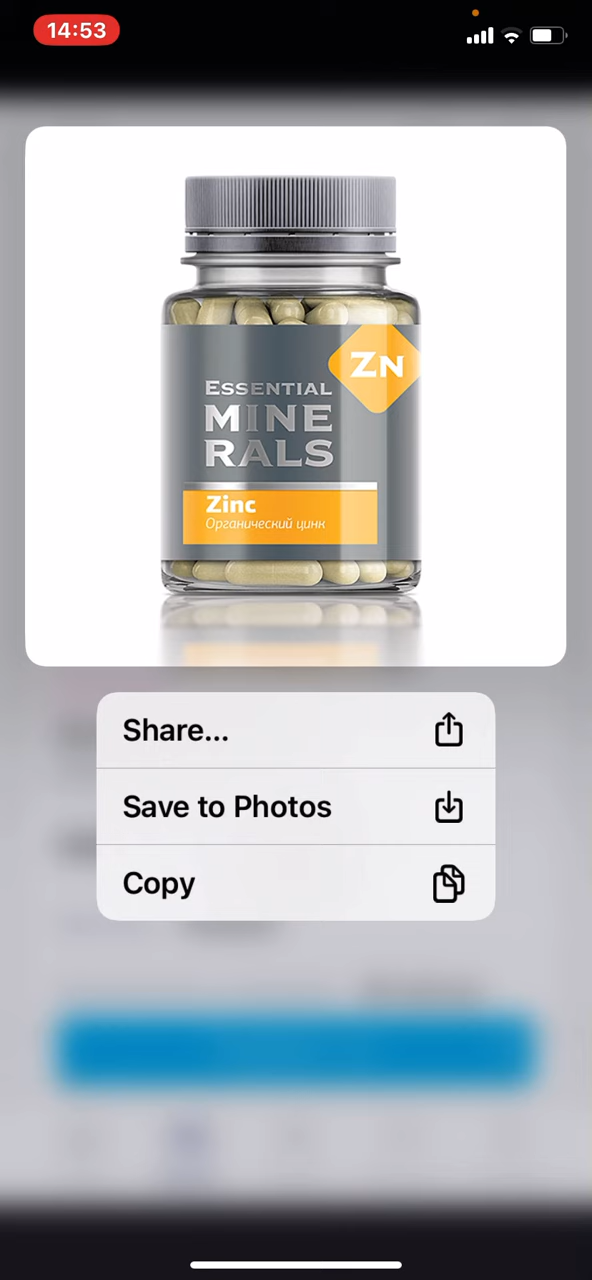 14:53
ZN
ESSENTIAL
MINE
RALS
Zinc
Органический цинк
Share...
Save to Photos
Copy